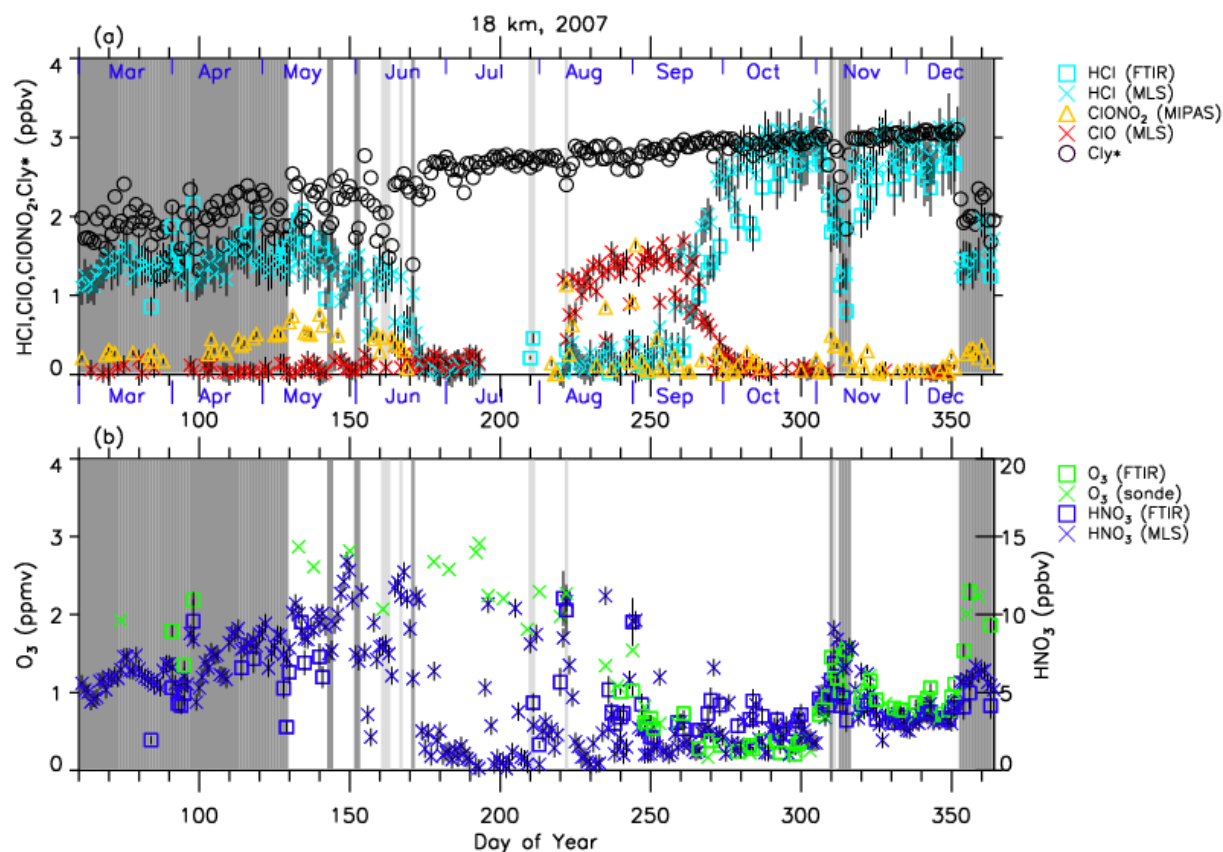 18 km, 2007
(a)
Mar Apr May Jun Jul Aug Sep Oct Nov Dec
HCl,ClO,ClONO₂,Cly* (ppbv)
4
3
2
1
0
HCl (FTIR)
HCl (MLS)
ClONO₂ (MIPAS)
ClO (MLS)
Cly*
Mar Apr May Jun Jul Aug Sep Oct Nov Dec
100 150 200 250 300 350
(b)
O₃ (ppmv)
4
3
2
1
0
20
15
10
5
0
HNO₃ (ppbv)
O₃ (FTIR)
O₃ (sonde)
HNO₃ (FTIR)
HNO₃ (MLS)
100 150 200 250 300 350
Day of Year